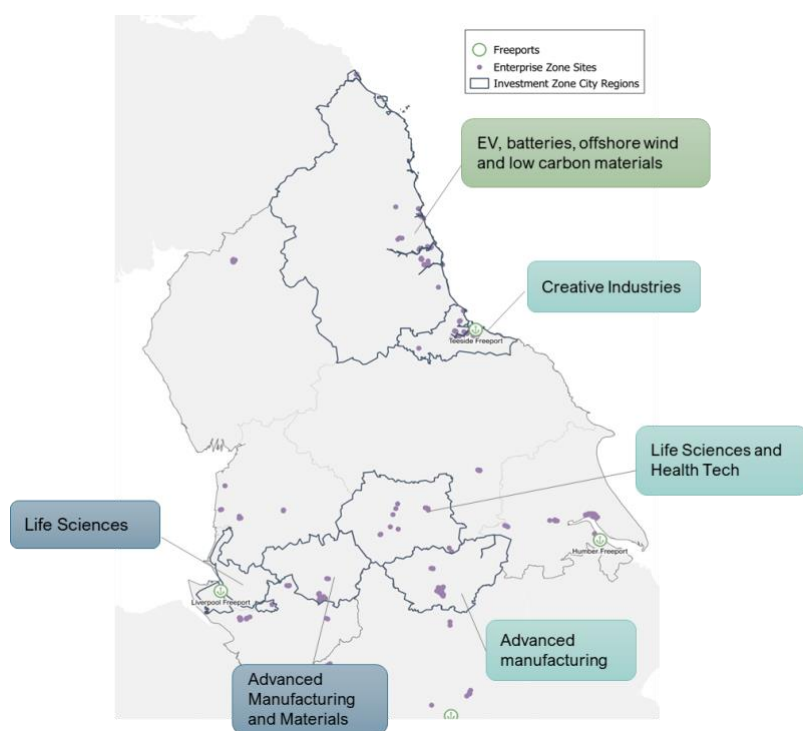 Freeports
Enterprise Zone Sites
Investment Zone City Regions
EV, batteries, offshore wind
and low carbon materials
Creative Industries
Teeside Freeport
Life Sciences and
Health Tech
Life Sciences
Humber Freeport
Liverpool Freeport
Advanced
manufacturing
Advanced
Manufacturing
and Materials